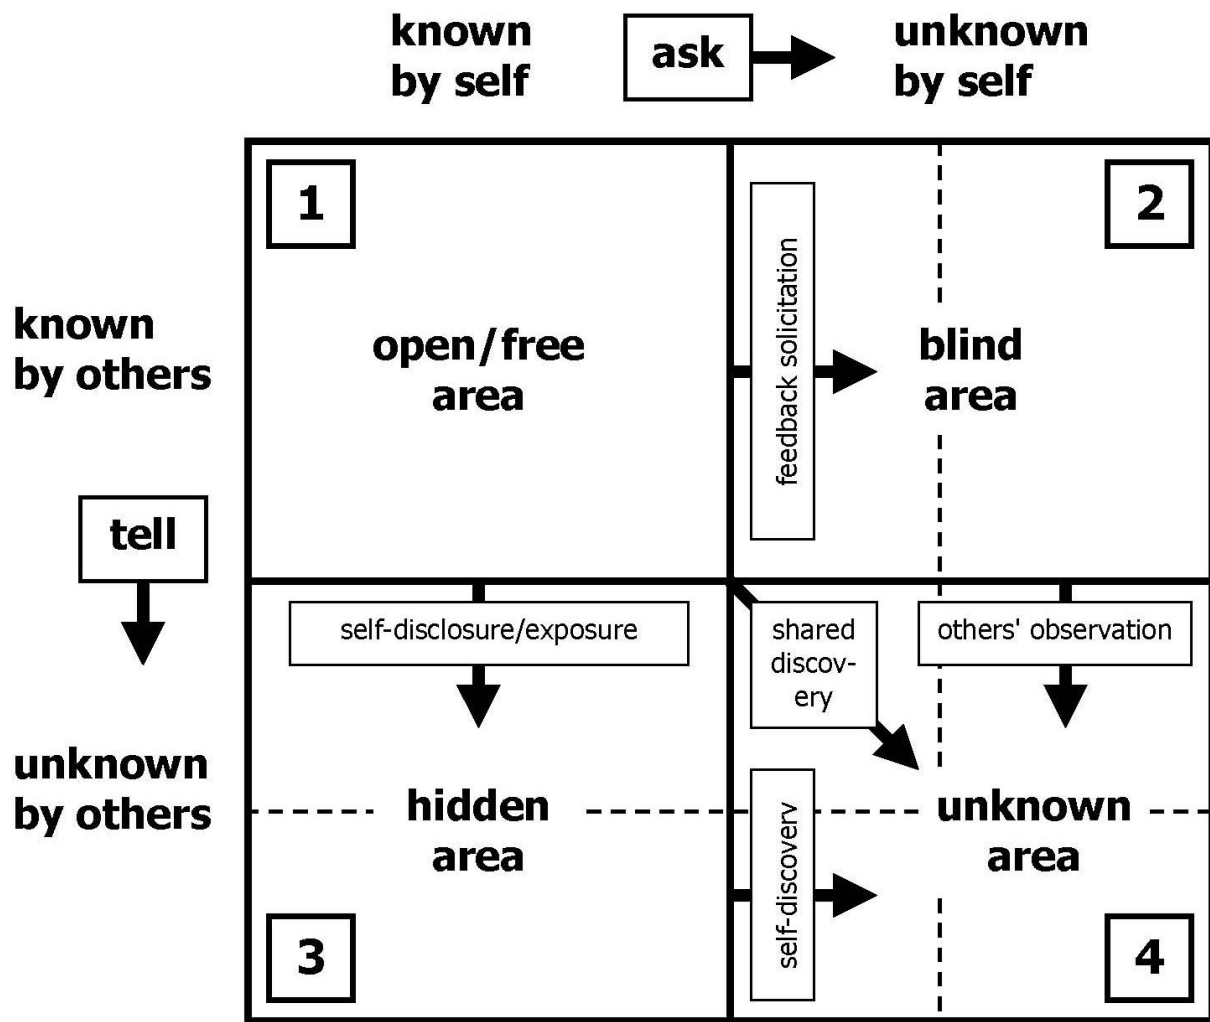 known
by self
ask
unknown
by self
1
2
known
by others
open/free
area
feedback solicitation
blind
area
tell
self-disclosure/exposure
shared
discov-
ery
others' observation
unknown
by others
hidden
area
self-discovery
unknown
area
3
4